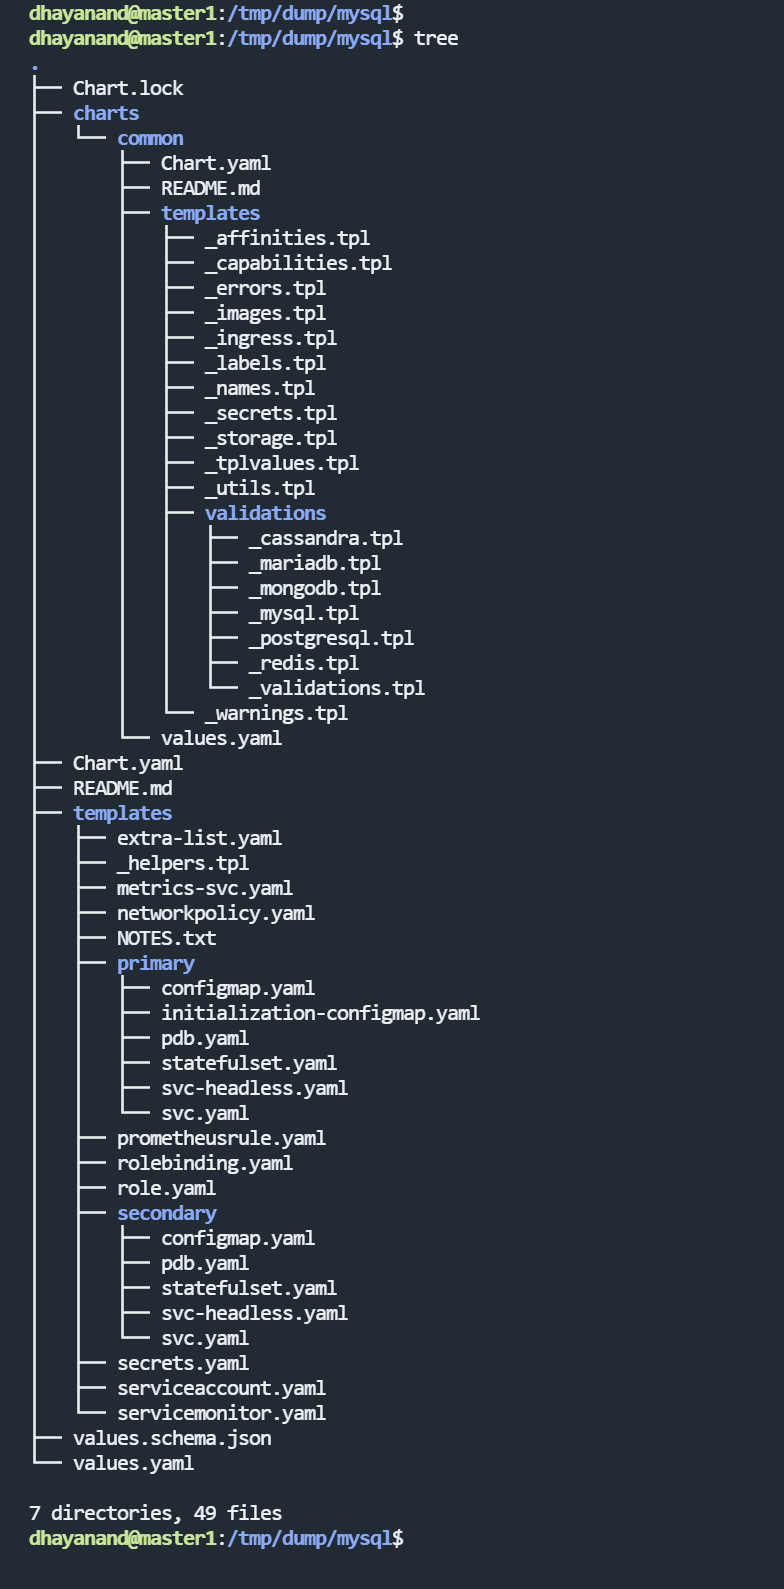 dhayanand@master1:/tmp/dump/mysql$
dhayanand@master1:/tmp/dump/mysql$ tree
.
├── Chart.lock
├── charts
│   └── common
│       ├── Chart.yaml
│       ├── README.md
│       ├── templates
│       │   ├── _affinities.tpl
│       │   ├── _capabilities.tpl
│       │   ├── _errors.tpl
│       │   ├── _images.tpl
│       │   ├── _ingress.tpl
│       │   ├── _labels.tpl
│       │   ├── _names.tpl
│       │   ├── _secrets.tpl
│       │   ├── _storage.tpl
│       │   ├── _tplvalues.tpl
│       │   ├── _utils.tpl
│       │   ├── validations
│       │   │   ├── _cassandra.tpl
│       │   │   ├── _mariadb.tpl
│       │   │   ├── _mongodb.tpl
│       │   │   ├── _mysql.tpl
│       │   │   ├── _postgresql.tpl
│       │   │   ├── _redis.tpl
│       │   │   └── _validations.tpl
│       │   └── _warnings.tpl
│       └── values.yaml
├── Chart.yaml
├── README.md
├── templates
│   ├── extra-list.yaml
│   ├── _helpers.tpl
│   ├── metrics-svc.yaml
│   ├── networkpolicy.yaml
│   ├── NOTES.txt
│   ├── primary
│   │   ├── configmap.yaml
│   │   ├── initialization-configmap.yaml
│   │   ├── pdb.yaml
│   │   ├── statefulset.yaml
│   │   ├── svc-headless.yaml
│   │   └── svc.yaml
│   ├── prometheusrule.yaml
│   ├── rolebinding.yaml
│   ├── role.yaml
│   ├── secondary
│   │   ├── configmap.yaml
│   │   ├── pdb.yaml
│   │   ├── statefulset.yaml
│   │   ├── svc-headless.yaml
│   │   └── svc.yaml
│   ├── secrets.yaml
│   ├── serviceaccount.yaml
│   └── servicemonitor.yaml
├── values.schema.json
└── values.yaml

7 directories, 49 files
dhayanand@master1:/tmp/dump/mysql$